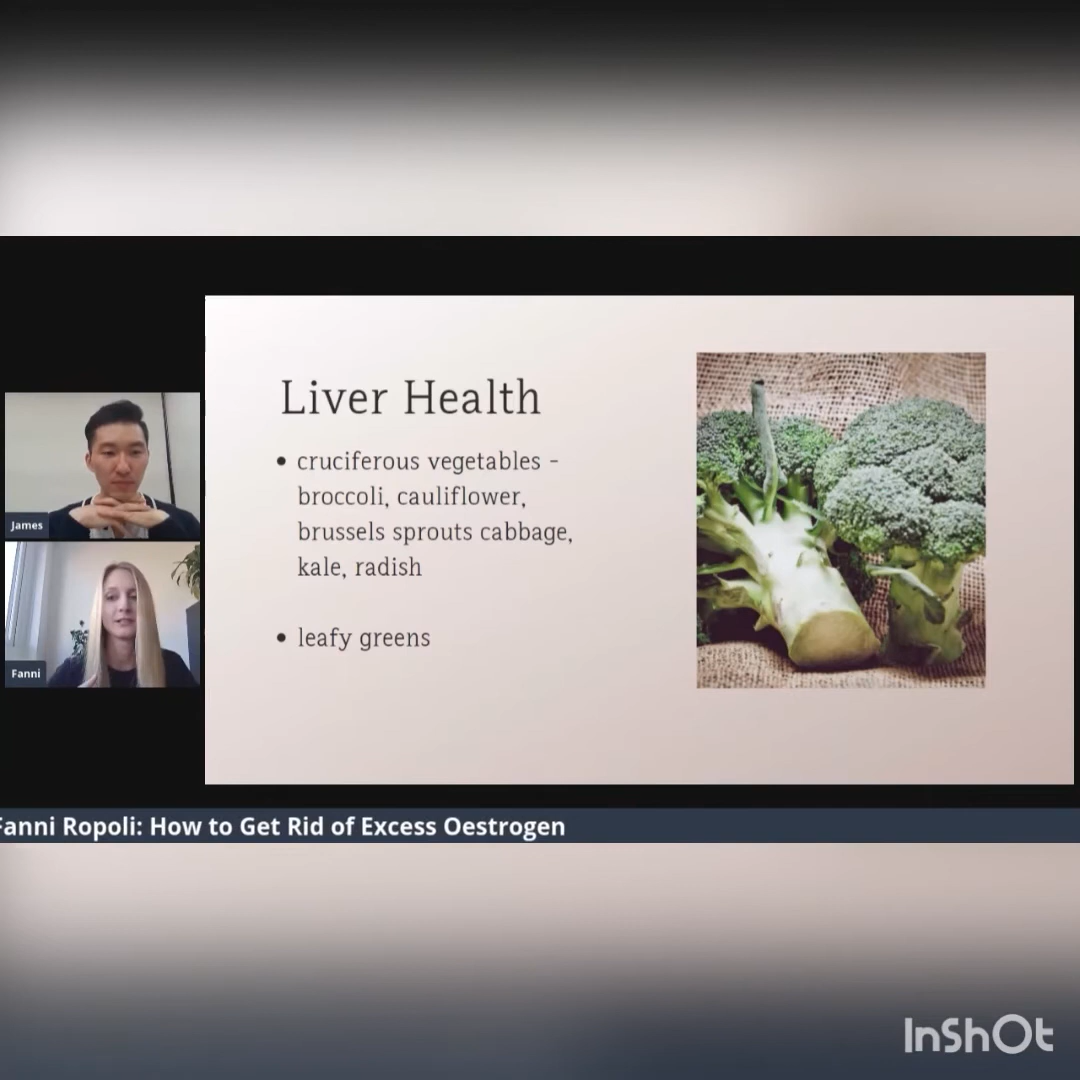 Liver Health
• cruciferous vegetables -
broccoli, cauliflower,
brussels sprouts cabbage,
kale, radish
• leafy greens
James
Fanni
Fanni Ropoli: How to Get Rid of Excess Oestrogen
InShOt